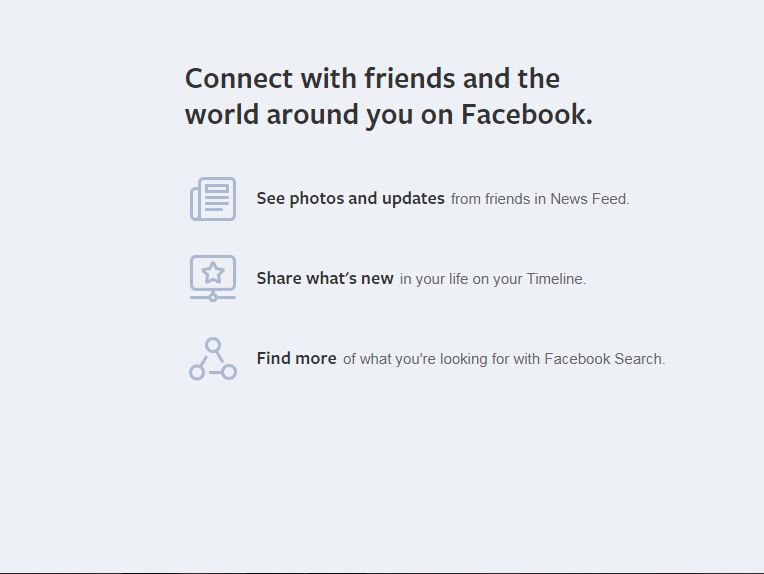 Connect with friends and the
world around you on Facebook.
See photos and updates from friends in News Feed.
Share what's new in your life on your Timeline.
Find more of what you're looking for with Facebook Search.